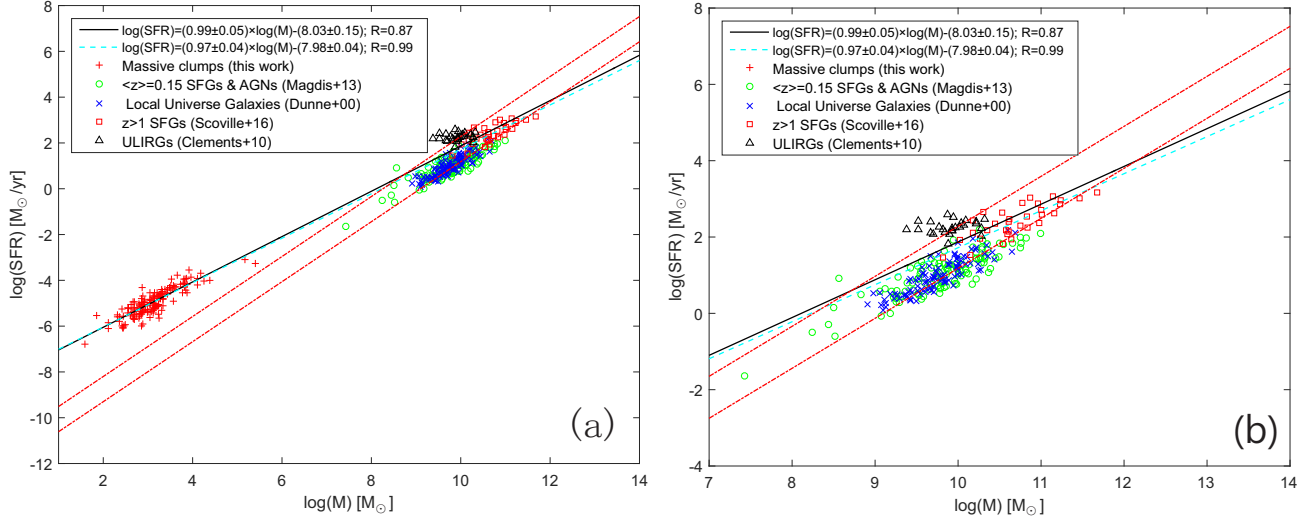 8
6
4
2
0
-2
-4
-6
-8
-10
-12
log(SFR) [M⊙/yr]
log(SFR)=(0.99±0.05)×log(M)-(8.03±0.15); R=0.87
log(SFR)=(0.97±0.04)×log(M)-(7.98±0.04); R=0.99
Massive clumps (this work)
<z>=0.15 SFGs & AGNs (Magdis+13)
Local Universe Galaxies (Dunne+00)
z>1 SFGs (Scoville+16)
ULIRGs (Clements+10)
(a)
2 4 6 8 10 12 14
log(M) [M⊙]
8
6
4
2
0
-2
-4
log(SFR) [M⊙/yr]
log(SFR)=(0.99±0.05)×log(M)-(8.03±0.15); R=0.87
log(SFR)=(0.97±0.04)×log(M)-(7.98±0.04); R=0.99
Massive clumps (this work)
<z>=0.15 SFGs & AGNs (Magdis+13)
Local Universe Galaxies (Dunne+00)
z>1 SFGs (Scoville+16)
ULIRGs (Clements+10)
(b)
7 8 9 10 11 12 13 14
log(M) [M⊙]